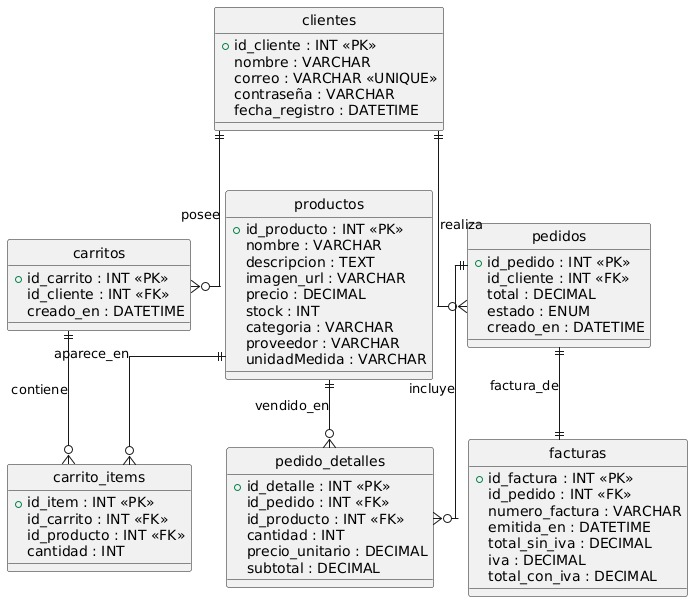 clientes
id_cliente : INT «PK»
nombre : VARCHAR
correo : VARCHAR «UNIQUE»
contraseña : VARCHAR
fecha_registro : DATETIME
posee
realiza
productos
id_producto : INT «PK»
nombre : VARCHAR
descripcion : TEXT
imagen_url : VARCHAR
precio : DECIMAL
stock : INT
categoria : VARCHAR
proveedor : VARCHAR
unidadMedida : VARCHAR
carritos
id_carrito : INT «PK»
id_cliente : INT «FK»
creado_en : DATETIME
pedidos
id_pedido : INT «PK»
id_cliente : INT «FK»
total : DECIMAL
estado : ENUM
creado_en : DATETIME
aparece_en
contiene
vendido_en
incluye
factura_de
carrito_items
id_item : INT «PK»
id_carrito : INT «FK»
id_producto : INT «FK»
cantidad : INT
pedido_detalles
id_detalle : INT «PK»
id_pedido : INT «FK»
id_producto : INT «FK»
cantidad : INT
precio_unitario : DECIMAL
subtotal : DECIMAL
facturas
id_factura : INT «PK»
id_pedido : INT «FK»
numero_factura : VARCHAR
emitida_en : DATETIME
total_sin_iva : DECIMAL
iva : DECIMAL
total_con_iva : DECIMAL